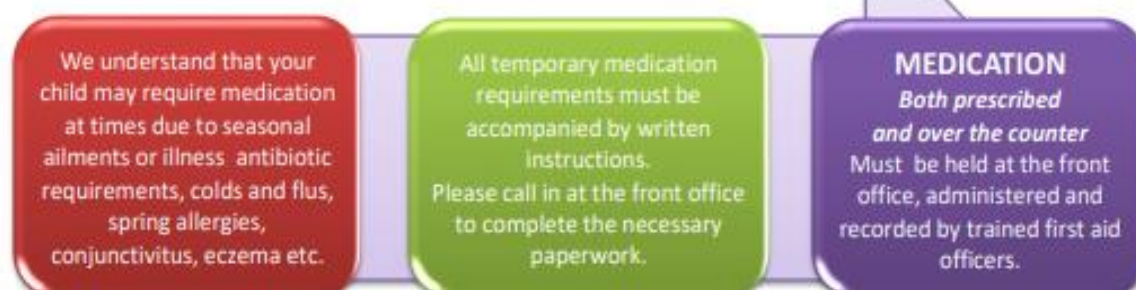 We understand that your
child may require medication
at times due to seasonal
ailments or illness antibiotic
requirements, colds and flus,
spring allergies,
conjunctivitus, eczema etc.
All temporary medication
requirements must be
accompanied by written
instructions.
Please call in at the front office
to complete the necessary
paperwork.
MEDICATION
Both prescribed
and over the counter
Must be held at the front
office, administered and
recorded by trained first aid
officers.